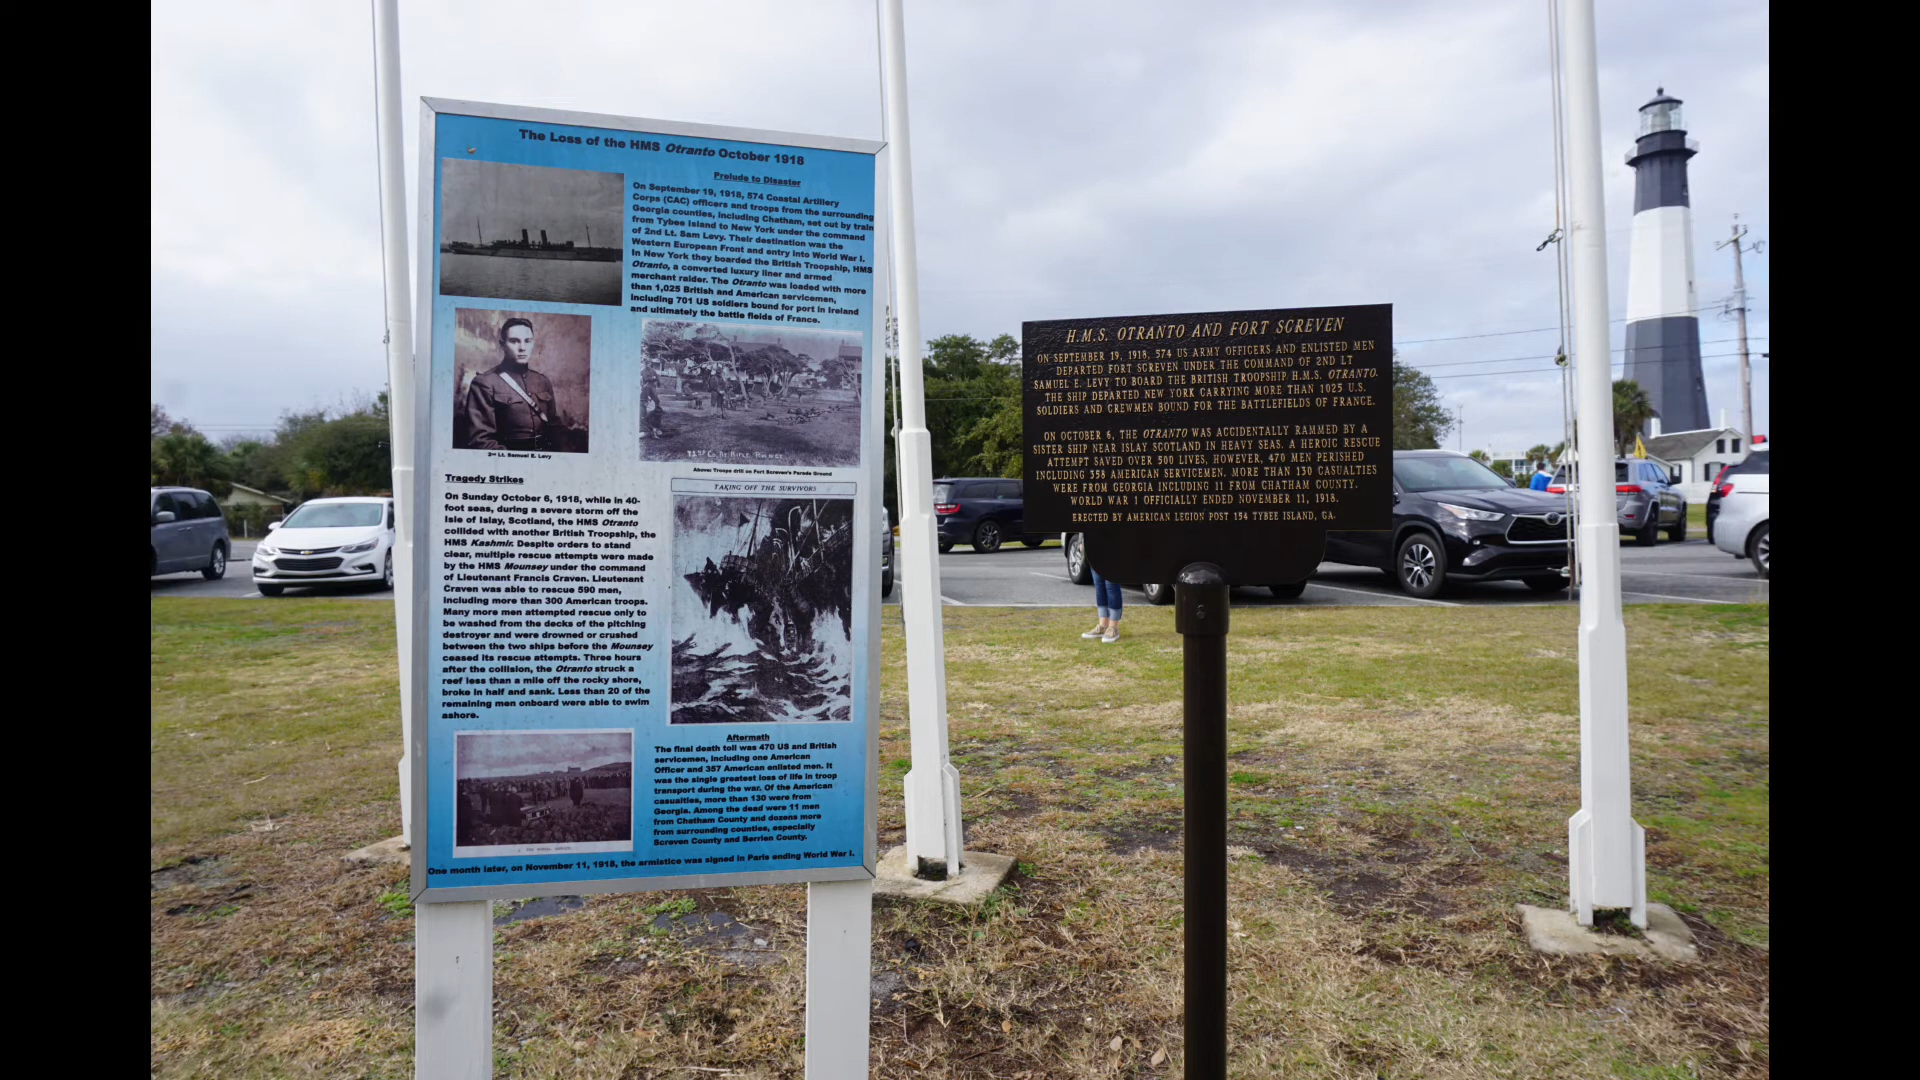 The Loss of the HMS Otranto October 1918
Prelude to Disaster
On September 19, 1918, 574 Coastal Artillery
Corps (CAC) officers and troops from the surrounding
Georgia counties, including Chatham, set out by train
from Tybee Island to New York under the command
of 2nd Lt. Sam Levy. Their destination was the
Western European Front and entry into World War I.
In New York they boarded the British Troopship, HMS
Otranto, a converted luxury liner and armed
merchant raider. The Otranto was loaded with more
than 1,025 British and American servicemen,
including 701 US soldiers bound for port in Ireland
and ultimately the battle fields of France.
2nd Lt. Samuel E. Levy
Above: Troops drill on Fort Screven's Parade Ground
Tragedy Strikes
On Sunday October 6, 1918, while in 40-
foot seas, during a severe storm off the
Isle of Islay, Scotland, the HMS Otranto
collided with another British Troopship, the
HMS Kashmir. Despite orders to stand
clear, multiple rescue attempts were made
by the HMS Mounsey under the command
of Lieutenant Francis Craven. Lieutenant
Craven was able to rescue 590 men,
including more than 300 American troops.
Many more men attempted rescue only to
be washed from the decks of the pitching
destroyer and were drowned or crushed
between the two ships before the Mounsey
ceased its rescue attempts. Three hours
after the collision, the Otranto struck a
reef less than a mile off the rocky shore,
broke in half and sank. Less than 20 of the
remaining men onboard were able to swim
ashore.
TAKING OFF THE SURVIVORS
Aftermath
The final death toll was 470 US and British
servicemen, including one American
Officer and 357 American enlisted men. It
was the single greatest loss of life in troop
transport during the war. Of the American
casualties, more than 130 were from
Georgia. Among the dead were 11 men
from Chatham County and dozens more
from surrounding counties, especially
Screven County and Berrien County.
One month later, on November 11, 1918, the armistice was signed in Paris ending World War I.
H.M.S. OTRANTO AND FORT SCREVEN
ON SEPTEMBER 19, 1918, 574 US ARMY OFFICERS AND ENLISTED MEN
DEPARTED FORT SCREVEN UNDER THE COMMAND OF 2ND LT
SAMUEL E. LEVY TO BOARD THE BRITISH TROOPSHIP H.M.S. OTRANTO.
THE SHIP DEPARTED NEW YORK CARRYING MORE THAN 1025 U.S.
SOLDIERS AND CREWMEN BOUND FOR THE BATTLEFIELDS OF FRANCE.
ON OCTOBER 6, THE OTRANTO WAS ACCIDENTALLY RAMMED BY A
SISTER SHIP NEAR ISLAY SCOTLAND IN HEAVY SEAS. A HEROIC RESCUE
ATTEMPT SAVED OVER 500 LIVES, HOWEVER, 470 MEN PERISHED
INCLUDING 358 AMERICAN SERVICEMEN. MORE THAN 130 CASUALTIES
WERE FROM GEORGIA INCLUDING 11 FROM CHATHAM COUNTY.
WORLD WAR 1 OFFICIALLY ENDED NOVEMBER 11, 1918.
ERECTED BY AMERICAN LEGION POST 154 TYBEE ISLAND, GA.